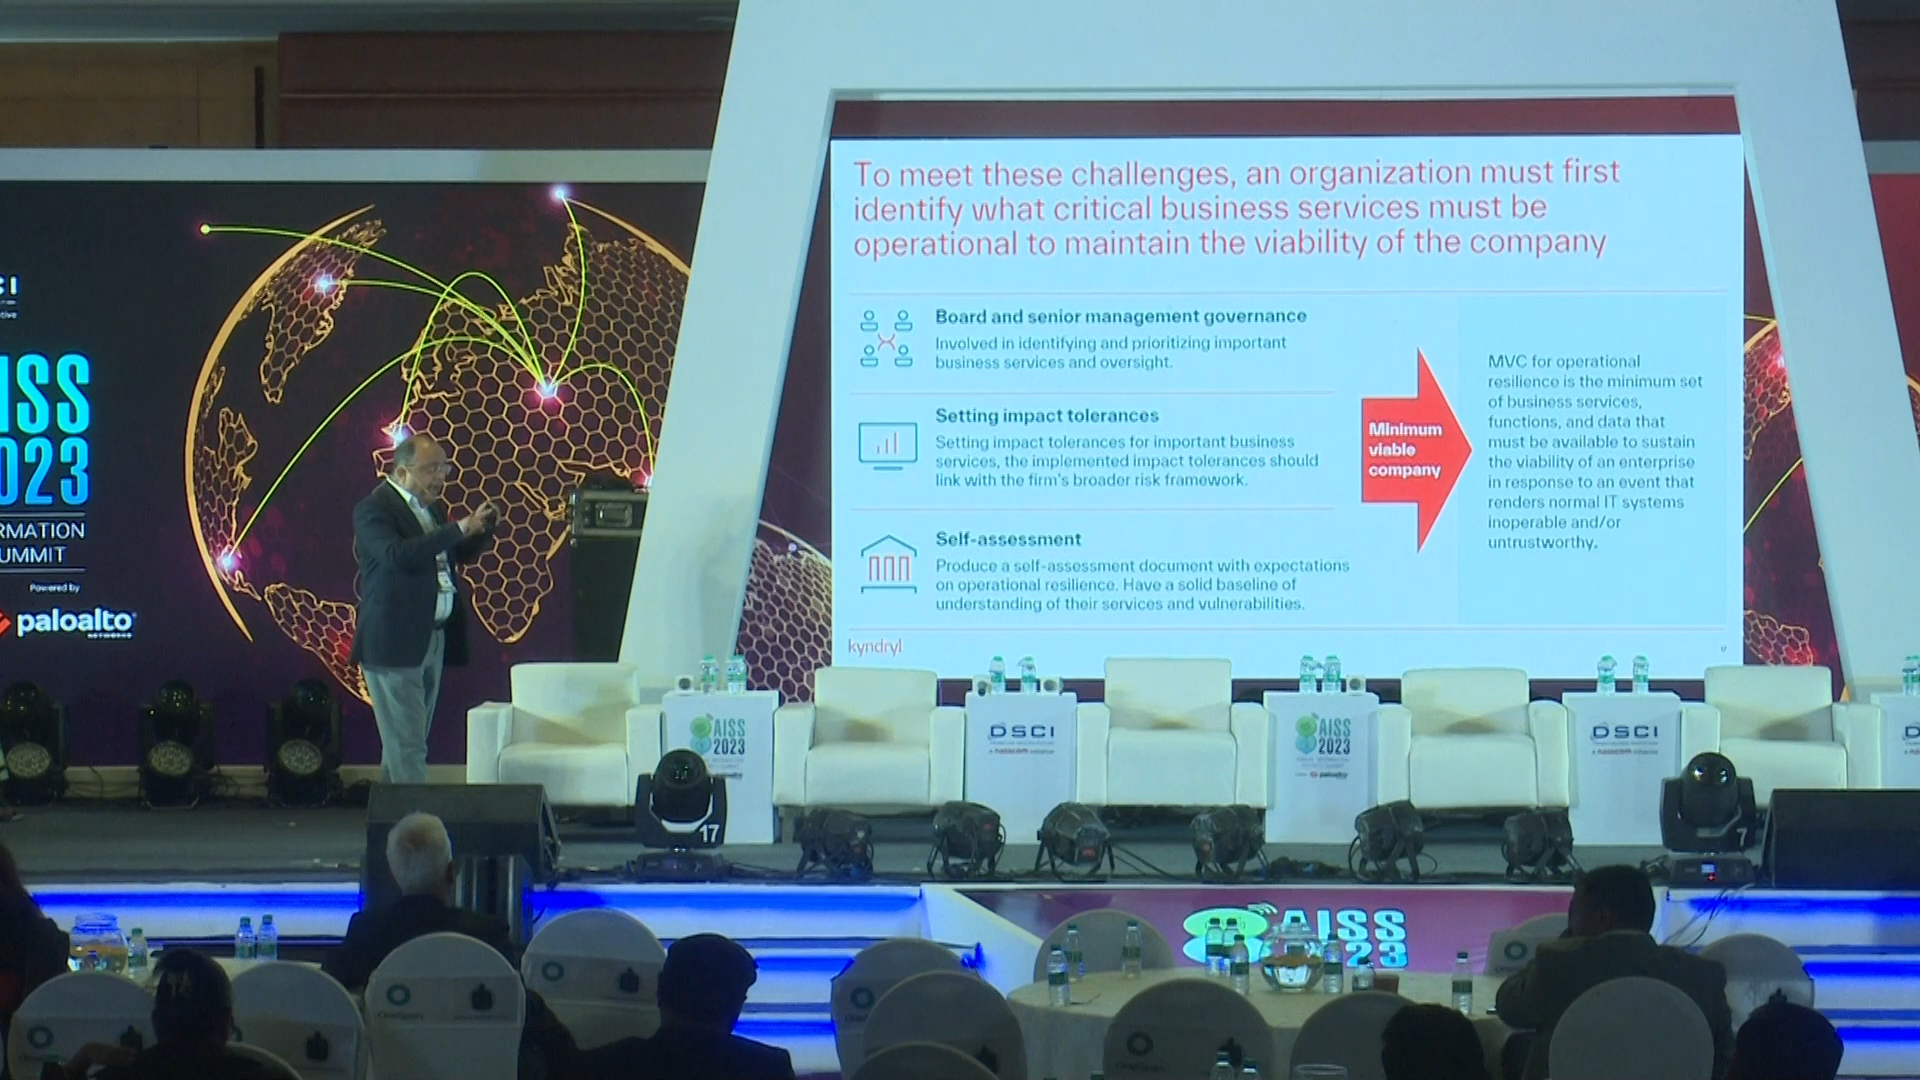 To meet these challenges, an organization must first
identify what critical business services must be
operational to maintain the viability of the company
Board and senior management governance
Involved in identifying and prioritizing important
business services and oversight.
Setting impact tolerances
Setting impact tolerances for important business
services, the implemented impact tolerances should
link with the firm's broader risk framework.
Self-assessment
Produce a self-assessment document with expectations
on operational resilience. Have a solid baseline of
understanding of their services and vulnerabilities.
Minimum
viable
company
MVC for operational
resilience is the minimum set
of business services,
functions, and data that
must be available to sustain
the viability of an enterprise
in response to an event that
renders normal IT systems
inoperable and/or
untrustworthy.
kyndryl
17
ISS
023
RMATION
UMMIT
Powered by
paloalto
NETWORKS
AISS
2023
DSCI
AISS
2023
paloalto
DSCI
17
7
AISS
23